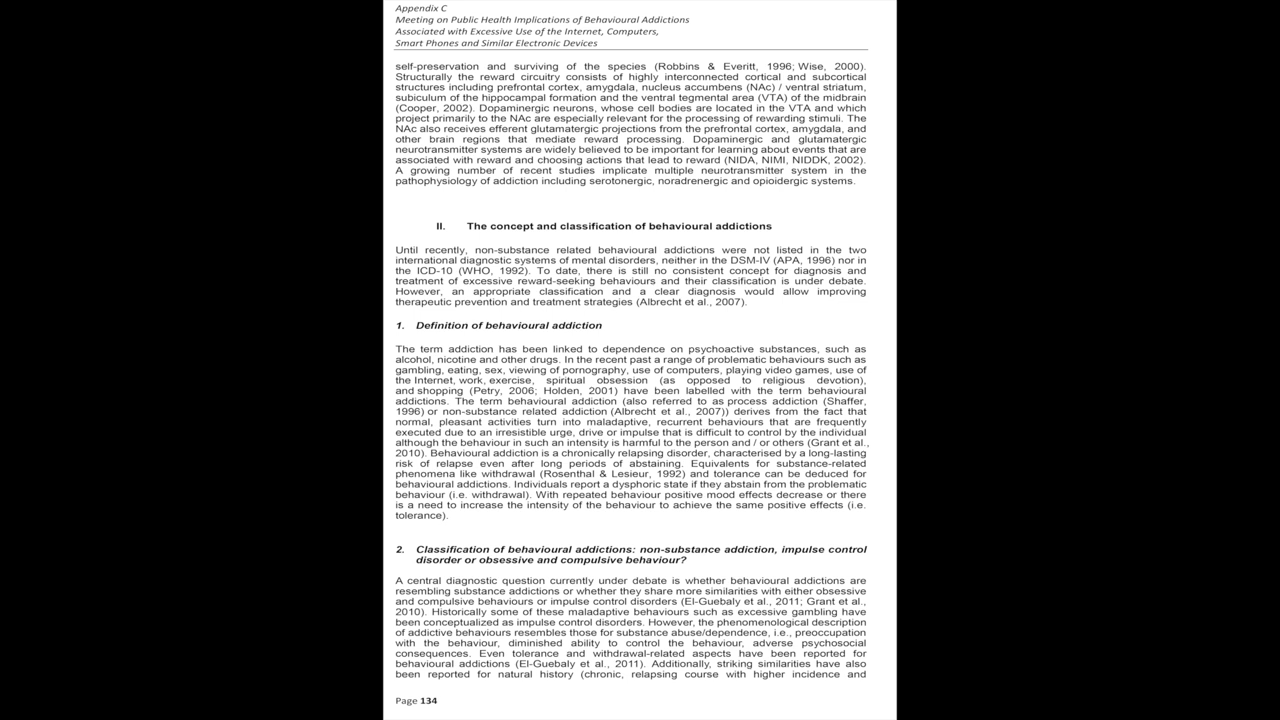 Appendix C
Meeting on Public Health Implications of Behavioural Addictions
Associated with Excessive Use of the Internet, Computers,
Smart Phones and Similar Electronic Devices
self-preservation and surviving of the species (Robbins & Everitt, 1996; Wise, 2000).
Structurally the reward circuitry consists of highly interconnected cortical and subcortical
structures including prefrontal cortex, amygdala, nucleus accumbens (NAc) / ventral striatum,
subiculum of the hippocampal formation and the ventral tegmental area (VTA) of the midbrain
(Cooper, 2002). Dopaminergic neurons, whose cell bodies are located in the VTA and which
project primarily to the NAc are especially relevant for the processing of rewarding stimuli. The
NAc also receives efferent glutamatergic projections from the prefrontal cortex, amygdala, and
other brain regions that mediate reward processing. Dopaminergic and glutamatergic
neurotransmitter systems are widely believed to be important for learning about events that are
associated with reward and choosing actions that lead to reward (NIDA, NIMI, NIDDK, 2002).
A growing number of recent studies implicate multiple neurotransmitter system in the
pathophysiology of addiction including serotonergic, noradrenergic and opioidergic systems.
II. The concept and classification of behavioural addictions
Until recently, non-substance related behavioural addictions were not listed in the two
international diagnostic systems of mental disorders, neither in the DSM-IV (APA, 1996) nor in
the ICD-10 (WHO, 1992). To date, there is still no consistent concept for diagnosis and
treatment of excessive reward-seeking behaviours and their classification is under debate.
However, an appropriate classification and a clear diagnosis would allow improving
therapeutic prevention and treatment strategies (Albrecht et al., 2007).
1. Definition of behavioural addiction
The term addiction has been linked to dependence on psychoactive substances, such as
alcohol, nicotine and other drugs. In the recent past a range of problematic behaviours such as
gambling, eating, sex, viewing of pornography, use of computers, playing video games, use of
the Internet, work, exercise, spiritual obsession (as opposed to religious devotion),
and shopping (Petry, 2006; Holden, 2001) have been labelled with the term behavioural
addictions. The term behavioural addiction (also referred to as process addiction (Shaffer,
1996) or non-substance related addiction (Albrecht et al., 2007)) derives from the fact that
normal, pleasant activities turn into maladaptive, recurrent behaviours that are frequently
executed due to an irresistible urge, drive or impulse that is difficult to control by the individual
although the behaviour in such an intensity is harmful to the person and / or others (Grant et al.,
2010). Behavioural addiction is a chronically relapsing disorder, characterised by a long-lasting
risk of relapse even after long periods of abstaining. Equivalents for substance-related
phenomena like withdrawal (Rosenthal & Lesieur, 1992) and tolerance can be deduced for
behavioural addictions. Individuals report a dysphoric state if they abstain from the problematic
behaviour (i.e. withdrawal). With repeated behaviour positive mood effects decrease or there
is a need to increase the intensity of the behaviour to achieve the same positive effects (i.e.
tolerance).
2. Classification of behavioural addictions: non-substance addiction, impulse control
disorder or obsessive and compulsive behaviour?
A central diagnostic question currently under debate is whether behavioural addictions are
resembling substance addictions or whether they share more similarities with either obsessive
and compulsive behaviours or impulse control disorders (El-Guebaly et al., 2011; Grant et al.,
2010). Historically some of these maladaptive behaviours such as excessive gambling have
been conceptualized as impulse control disorders. However, the phenomenological description
of addictive behaviours resembles those for substance abuse/dependence, i.e., preoccupation
with the behaviour, diminished ability to control the behaviour, adverse psychosocial
consequences. Even tolerance and withdrawal-related aspects have been reported for
behavioural addictions (El-Guebaly et al., 2011). Additionally, striking similarities have also
been reported for natural history (chronic, relapsing course with higher incidence and
Page 134